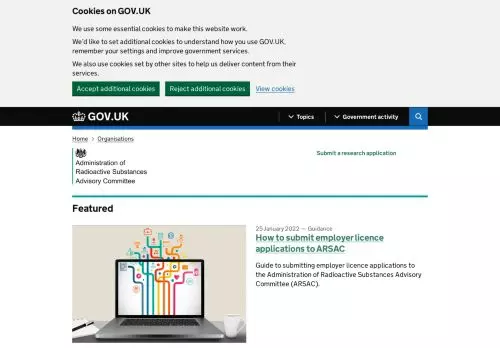 Cookies on GOV.UK
We use some essential cookies to make this website work.
We'd like to set additional cookies to understand how you use GOV.UK,
remember your settings and improve government services.
We also use cookies set by other sites to help us deliver content from their
services.
Accept additional cookies Reject additional cookies View cookies
GOV.UK Topics Government activity
Home Organisations
Administration of
Radioactive Substances
Advisory Committee
Submit a research application
Featured
25 January 2022 — Guidance
How to submit employer licence
applications to ARSAC
Guide to submitting employer licence applications to
the Administration of Radioactive Substances Advisory
Committee (ARSAC).